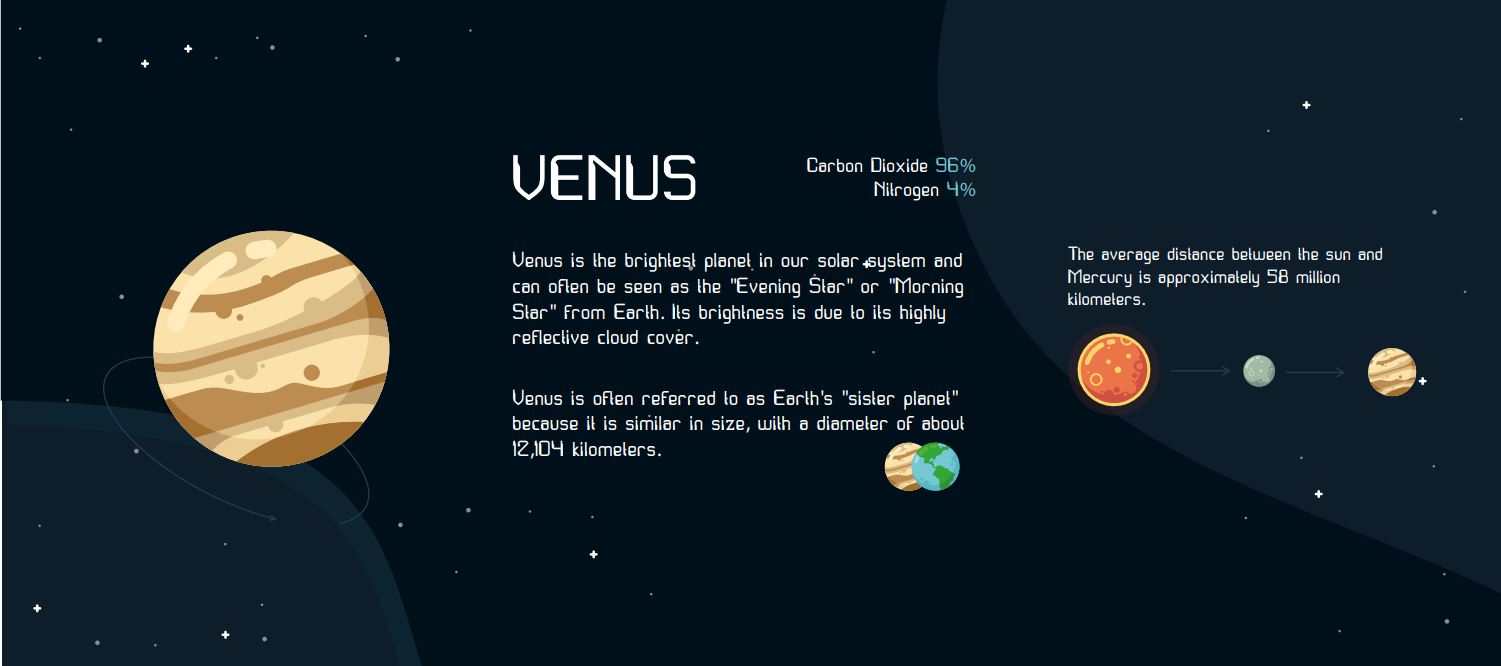 VENUS
Carbon Dioxide 96%
Nitrogen 4%
Venus is the brightest planet in our solar system and
can often be seen as the "Evening Star" or "Morning
Star" from Earth. Its brightness is due to its highly
reflective cloud cover.
Venus is often referred to as Earth's "sister planet"
because it is similar in size, with a diameter of about
12,104 kilometers.
The average distance between the sun and
Mercury is approximately 58 million
kilometers.